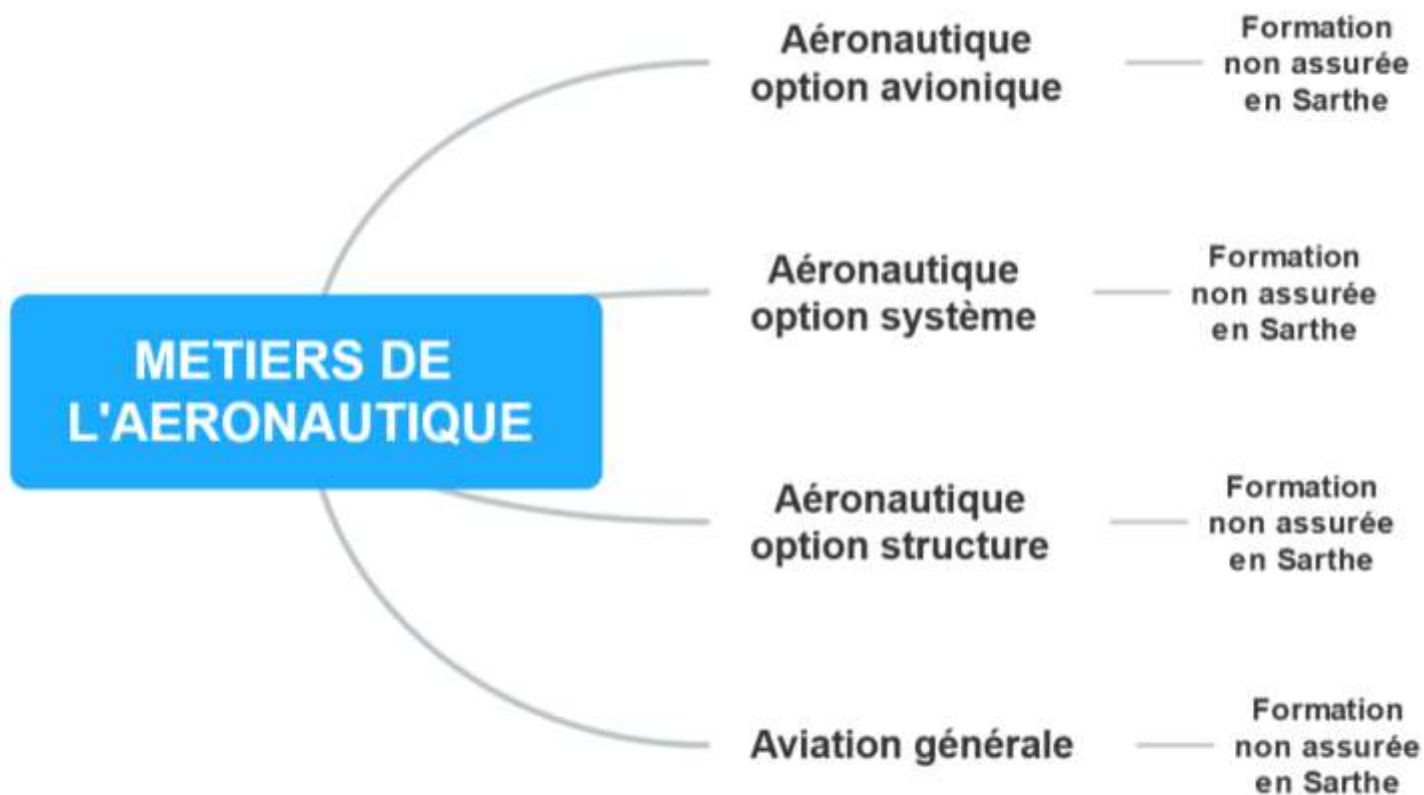 METIERS DE
L'AERONAUTIQUE
Aéronautique
option avionique
Formation
non assurée
en Sarthe
Aéronautique
option système
Formation
non assurée
en Sarthe
Aéronautique
option structure
Formation
non assurée
en Sarthe
Aviation générale
Formation
non assurée
en Sarthe